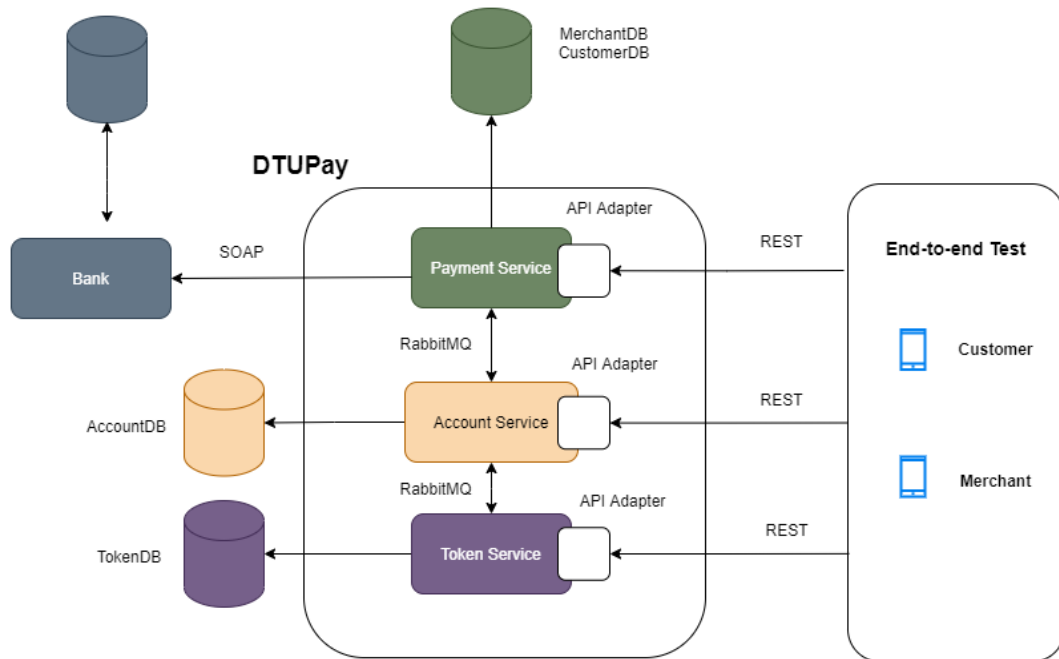 MerchantDB
CustomerDB
DTUPay
API Adapter
SOAP
REST
Payment Service
End-to-end Test
Bank
RabbitMQ
Customer
API Adapter
REST
AccountDB
Account Service
Merchant
RabbitMQ
API Adapter
REST
TokenDB
Token Service